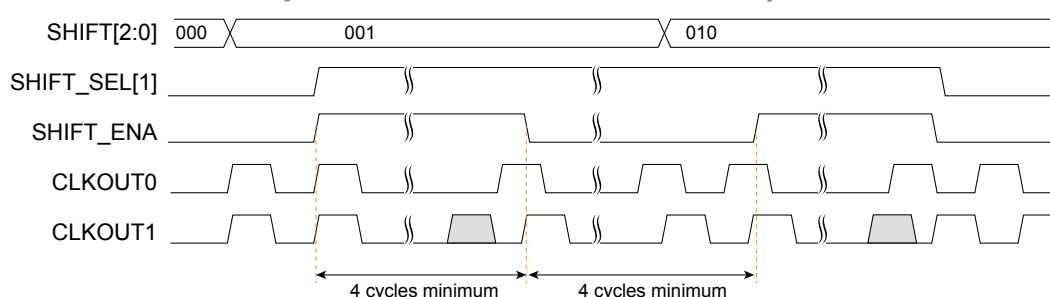 SHIFT[2:0] 000 001 010
SHIFT_SEL[1]
SHIFT_ENA
CLKOUT0
CLKOUT1
4 cycles minimum 4 cycles minimum